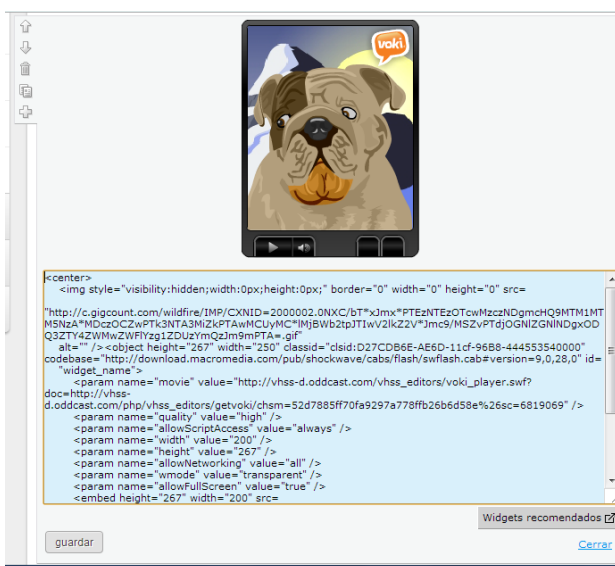 voki
<center>
<img style="visibility:hidden;width:0px;height:0px;" border="0" width="0" height="0" src=
"http://c.gigcount.com/wildfire/IMP/CXNID=2000002.0NXC/bT*xJmx*PTEzNTEzOTcwMzczNDgmcHQ9MTM1MT
M5NzA*MDczOCZwPTk3NTA3MiZkPTAwMCUyMC*lMjBWb2tpJTIwV2lkZ2V*Jmc9/MSZvPTdjOGNlZGNlNDgxOD
Q3ZTY4ZWMwZWFlYzg1ZDUzYmQzJm9mPTA=.gif"
alt="" /><object height="267" width="250" classid="clsid:D27CDB6E-AE6D-11cf-96B8-444553540000"
codebase="http://download.macromedia.com/pub/shockwave/cabs/flash/swflash.cab#version=9,0,28,0" id=
"widget_name">
<param name="movie" value="http://vhss-d.oddcast.com/vhss_editors/voki_player.swf?
doc=http://vhss-
d.oddcast.com/php/vhss_editors/getvoki/chsm=52d7885ff70fa9297a778ffb26b6d58e%26sc=6819069" />
<param name="quality" value="high" />
<param name="allowScriptAccess" value="always" />
<param name="width" value="200" />
<param name="height" value="267" />
<param name="allowNetworking" value="all" />
<param name="wmode" value="transparent" />
<param name="allowFullScreen" value="true" />
<embed height="267" width="200" src=
Widgets recomendados
guardar
Cerrar